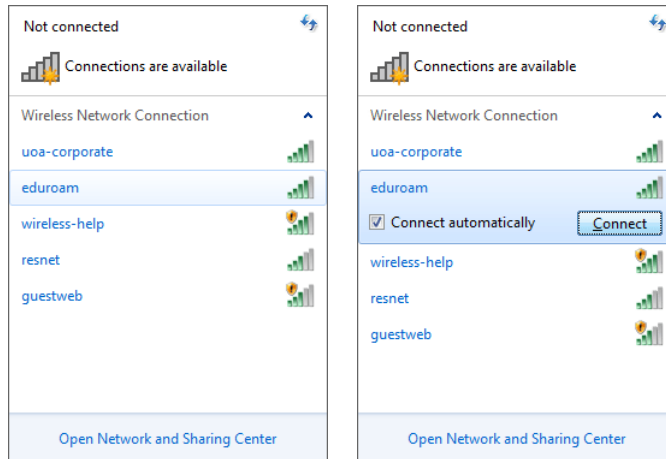 Not connected
Connections are available
Wireless Network Connection
uoa-corporate
eduroam
wireless-help
resnet
guestweb
Open Network and Sharing Center
Not connected
Connections are available
Wireless Network Connection
uoa-corporate
eduroam
Connect automatically Connect
wireless-help
resnet
guestweb
Open Network and Sharing Center